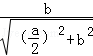 b
√((a/2)²+b²)